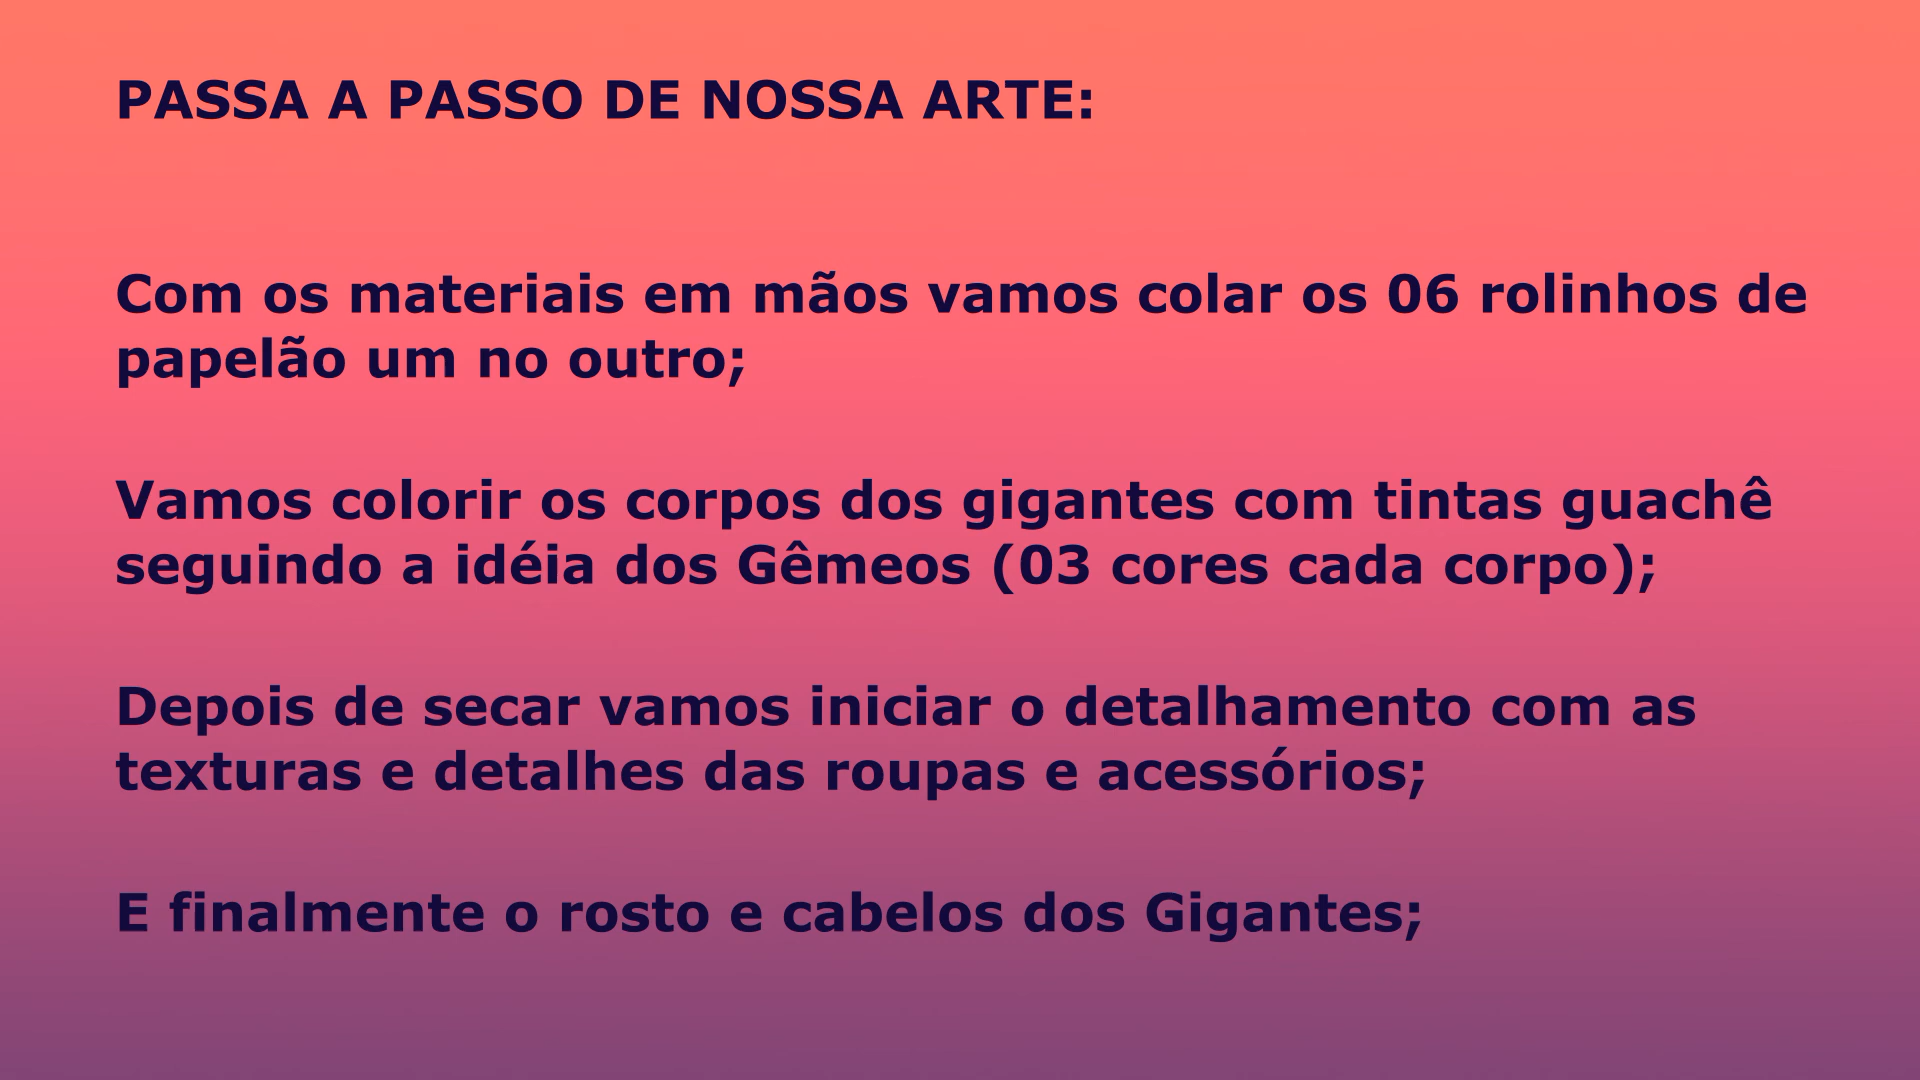 PASSA A PASSO DE NOSSA ARTE:
Com os materiais em mãos vamos colar os 06 rolinhos de
papelão um no outro;
Vamos colorir os corpos dos gigantes com tintas guachê
seguindo a idéia dos Gêmeos (03 cores cada corpo);
Depois de secar vamos iniciar o detalhamento com as
texturas e detalhes das roupas e acessórios;
E finalmente o rosto e cabelos dos Gigantes;